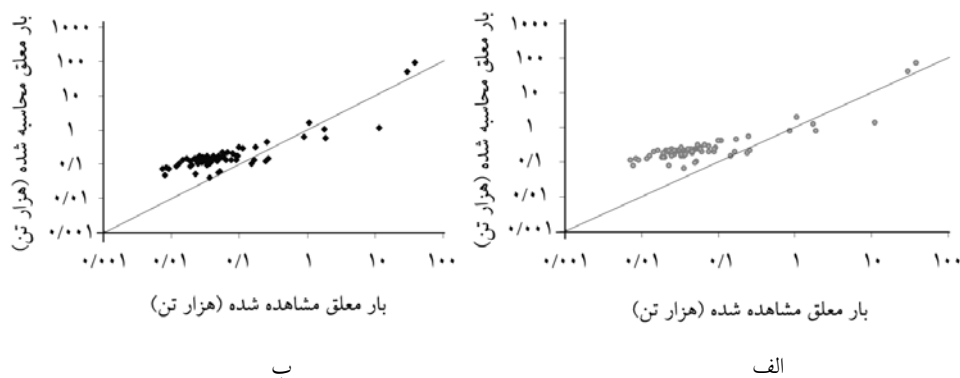 بار معلق محاسبه شده (هزار تن)
۱۰۰۰
۱۰۰
۱۰
۱
۰/۱
۰/۰۱
۰/۰۰۱
۰/۰۰۱ ۰/۰۱ ۰/۱ ۱ ۱۰ ۱۰۰
بار معلق مشاهده شده (هزار تن)
الف
بار معلق محاسبه شده (هزار تن)
۱۰۰۰
۱۰۰
۱۰
۱
۰/۱
۰/۰۱
۰/۰۰۱
۰/۰۰۱ ۰/۰۱ ۰/۱ ۱ ۱۰ ۱۰۰
بار معلق مشاهده شده (هزار تن)
ب